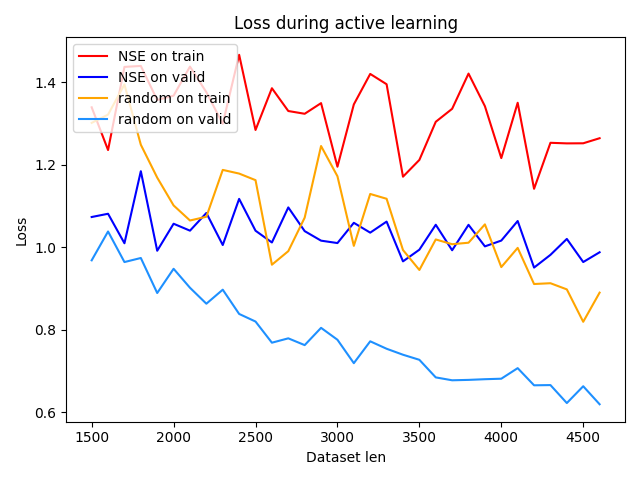 Loss during active learning
NSE on train
NSE on valid
random on train
random on valid
Loss
1.4
1.2
1.0
0.8
0.6
1500 2000 2500 3000 3500 4000 4500
Dataset len